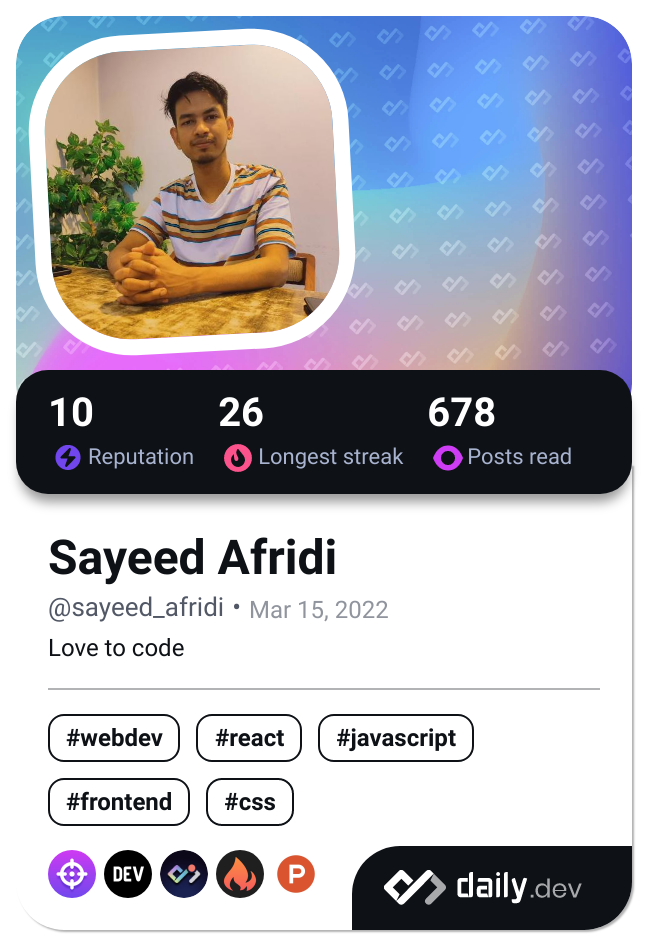 10 26 678
Reputation Longest streak Posts read
Sayeed Afridi
@sayeed_afridi • Mar 15, 2022
Love to code
#webdev #react #javascript
#frontend #css
DEV P daily.dev